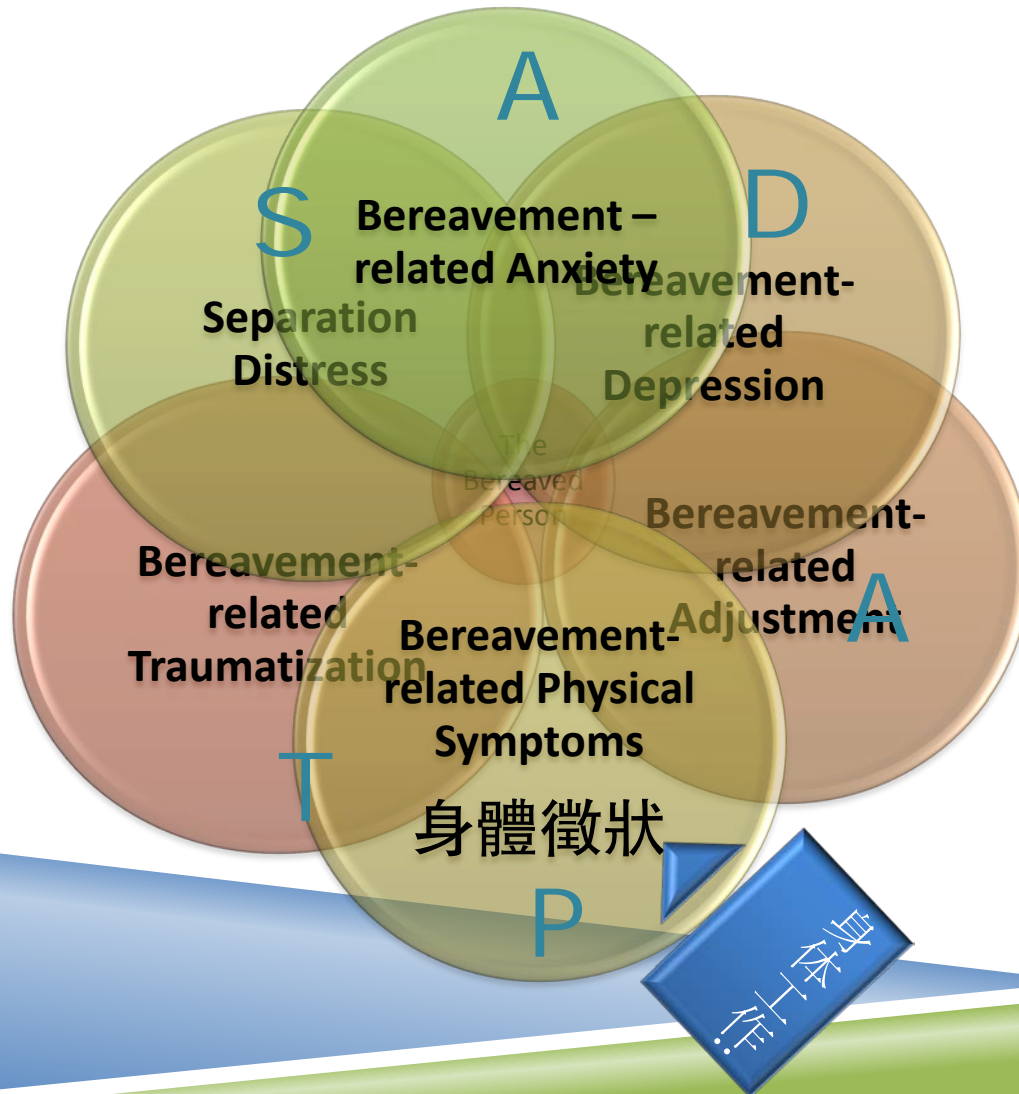 A
Bereavement –
related Anxiety
D
Bereavement-
related
Depression
S
Separation
Distress
The
Bereaved
Person
Bereavement-
related
Adjustment
A
Bereavement-
related
Traumatization
T
Bereavement-
related Physical
Symptoms
身體徵狀
P
身体工作: